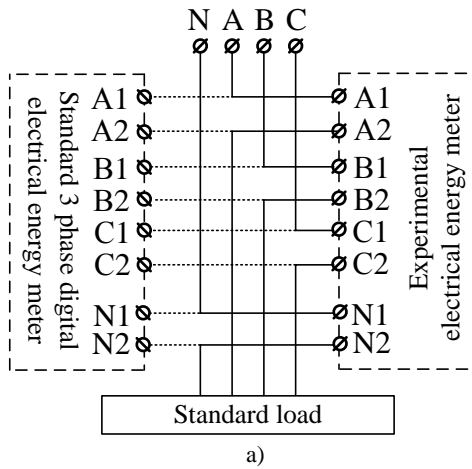 N A B C
Standard 3 phase digital
electrical energy meter
A1
A2
B1
B2
C1
C2
N1
N2
A1
A2
B1
B2
C1
C2
N1
N2
Experimental
electrical energy meter
Standard load
a)